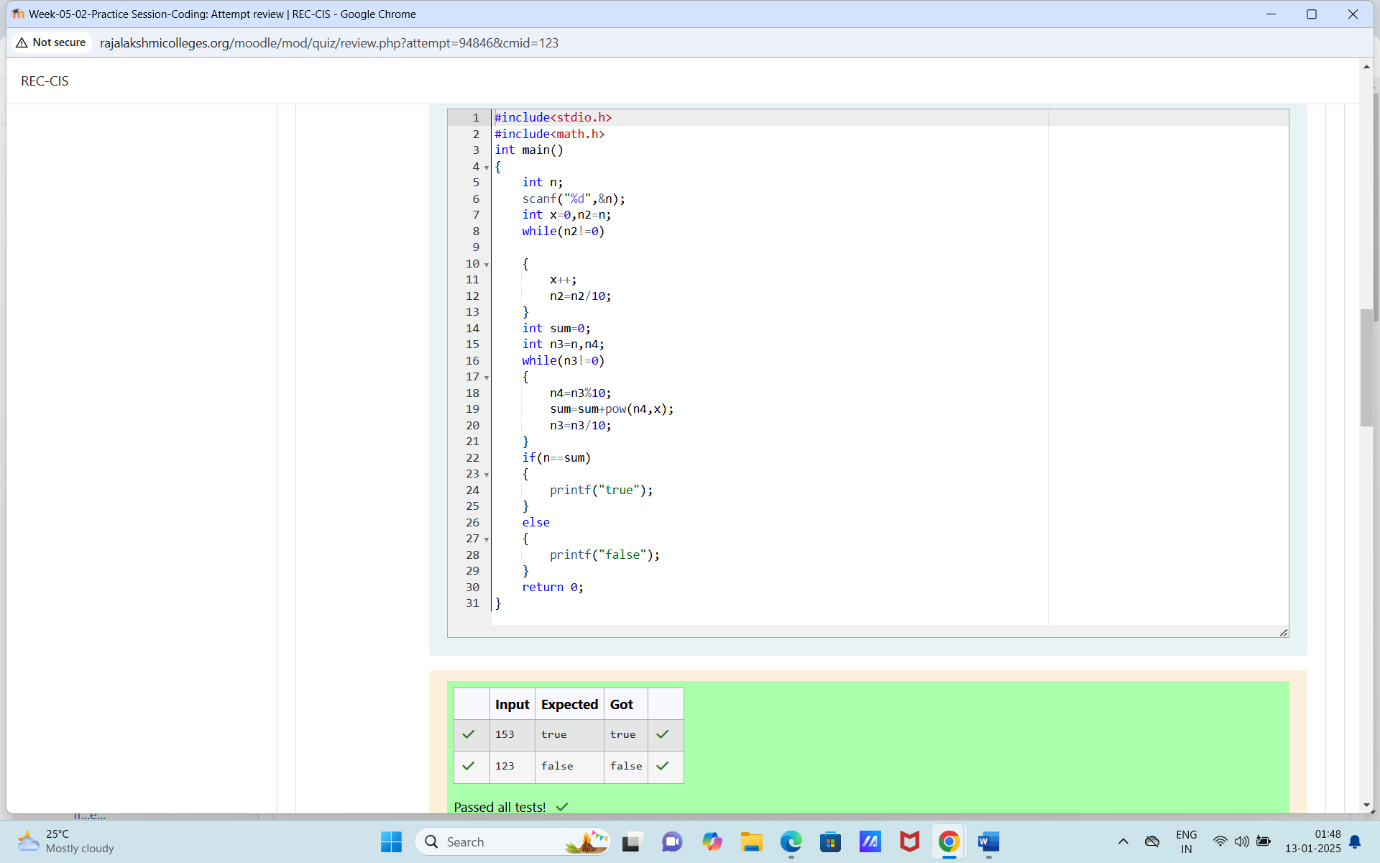 Week-05-02-Practice Session-Coding: Attempt review | REC-CIS - Google Chrome
Not secure rajalakshmicolleges.org/moodle/mod/quiz/review.php?attempt=94846&cmid=123
REC-CIS
1 #include<stdio.h>
2 #include<math.h>
3 int main()
4 {
5 int n;
6 scanf("%d",&n);
7 int x=0,n2=n;
8 while(n2!=0)
9
10 {
11 x++;
12 n2=n2/10;
13 }
14 int sum=0;
15 int n3=n,n4;
16 while(n3!=0)
17 {
18 n4=n3%10;
19 sum=sum+pow(n4,x);
20 n3=n3/10;
21 }
22 if(n==sum)
23 {
24 printf("true");
25 }
26 else
27 {
28 printf("false");
29 }
30 return 0;
31 }
Input Expected Got
153 true true
123 false false
Passed all tests!
25°C
Mostly cloudy
Search
ENG
IN
01:48
13-01-2025